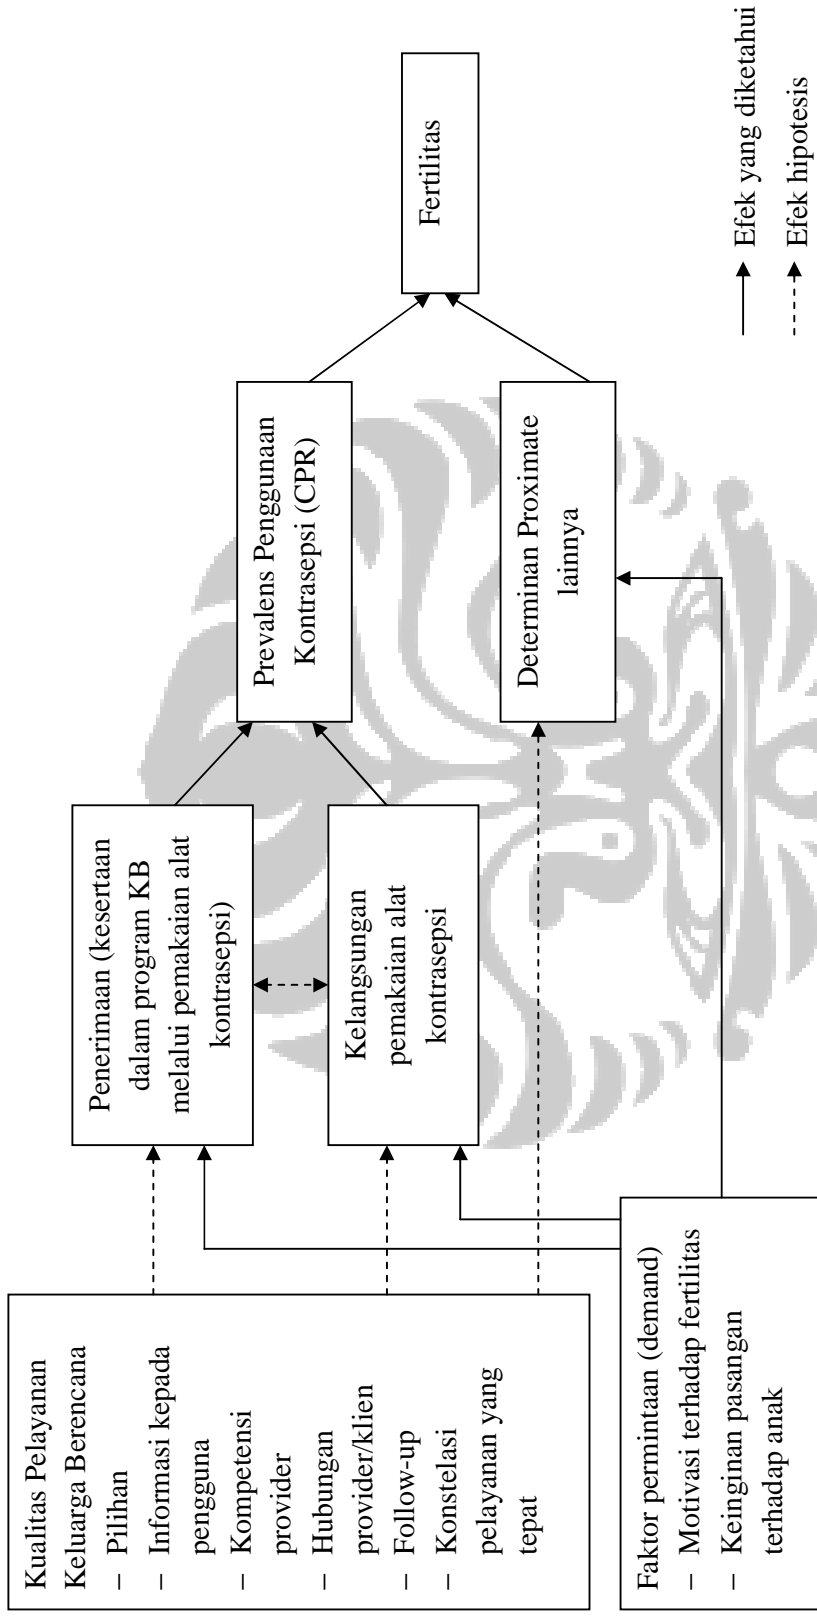 Kualitas Pelayanan
Keluarga Berencana
– Pilihan
– Informasi kepada
pengguna
– Kompetensi
provider
– Hubungan
provider/klien
– Follow-up
– Konstelasi
pelayanan yang
tepat
Faktor permintaan (demand)
– Motivasi terhadap fertilitas
– Keinginan pasangan
terhadap anak
Penerimaan (kesertaan
dalam program KB
melalui pemakaian alat
kontrasepsi)
Kelangsungan
pemakaian alat
kontrasepsi
Prevalens Penggunaan
Kontrasepsi (CPR)
Determinan Proximate
lainnya
Fertilitas
Efek yang diketahui
Efek hipotesis